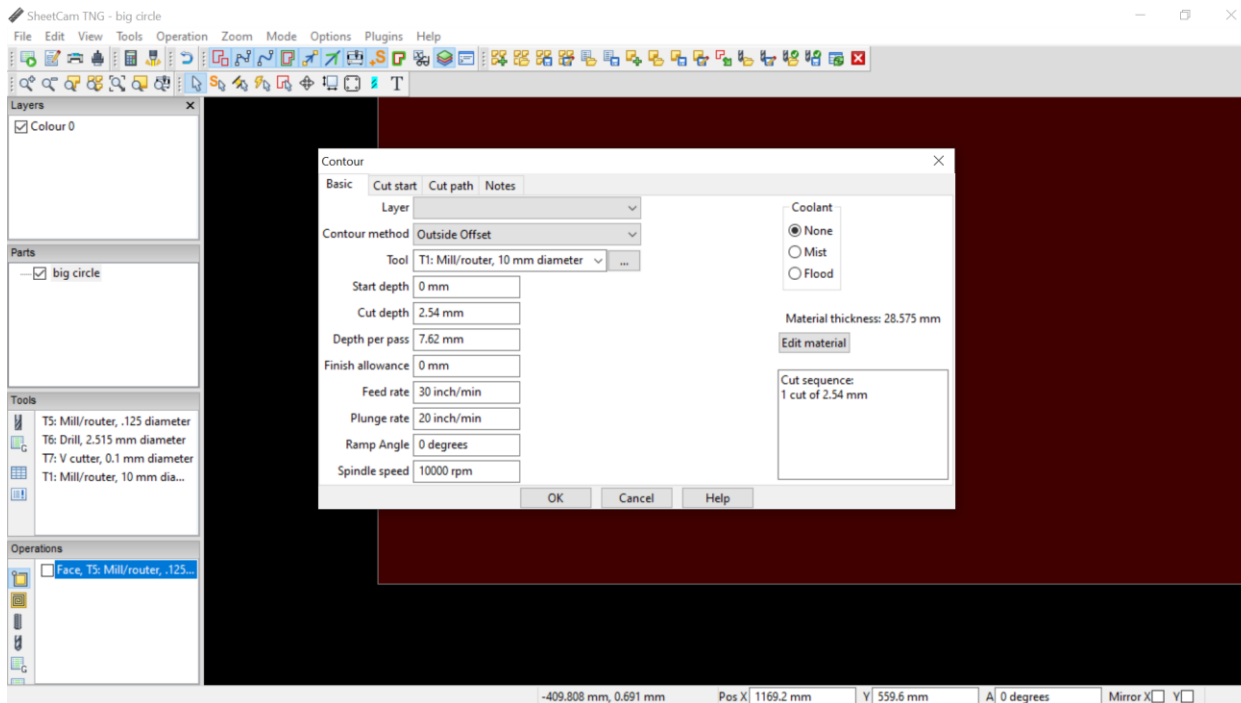 SheetCam TNG - big circle
File Edit View Tools Operation Zoom Mode Options Plugins Help
Layers
Colour 0
Parts
big circle
Tools
T5: Mill/router, .125 diameter
T6: Drill, 2.515 mm diameter
T7: V cutter, 0.1 mm diameter
T1: Mill/router, 10 mm dia...
Operations
Face, T5: Mill/router, .125...
Contour
Basic Cut start Cut path Notes
Layer
Contour method Outside Offset
Tool T1: Mill/router, 10 mm diameter ...
Start depth 0 mm
Cut depth 2.54 mm
Depth per pass 7.62 mm
Finish allowance 0 mm
Feed rate 30 inch/min
Plunge rate 20 inch/min
Ramp Angle 0 degrees
Spindle speed 10000 rpm
Coolant
None
Mist
Flood
Material thickness: 28.575 mm
Edit material
Cut sequence:
1 cut of 2.54 mm
OK Cancel Help
-409.808 mm, 0.691 mm Pos X 1169.2 mm Y 559.6 mm A 0 degrees Mirror X Y